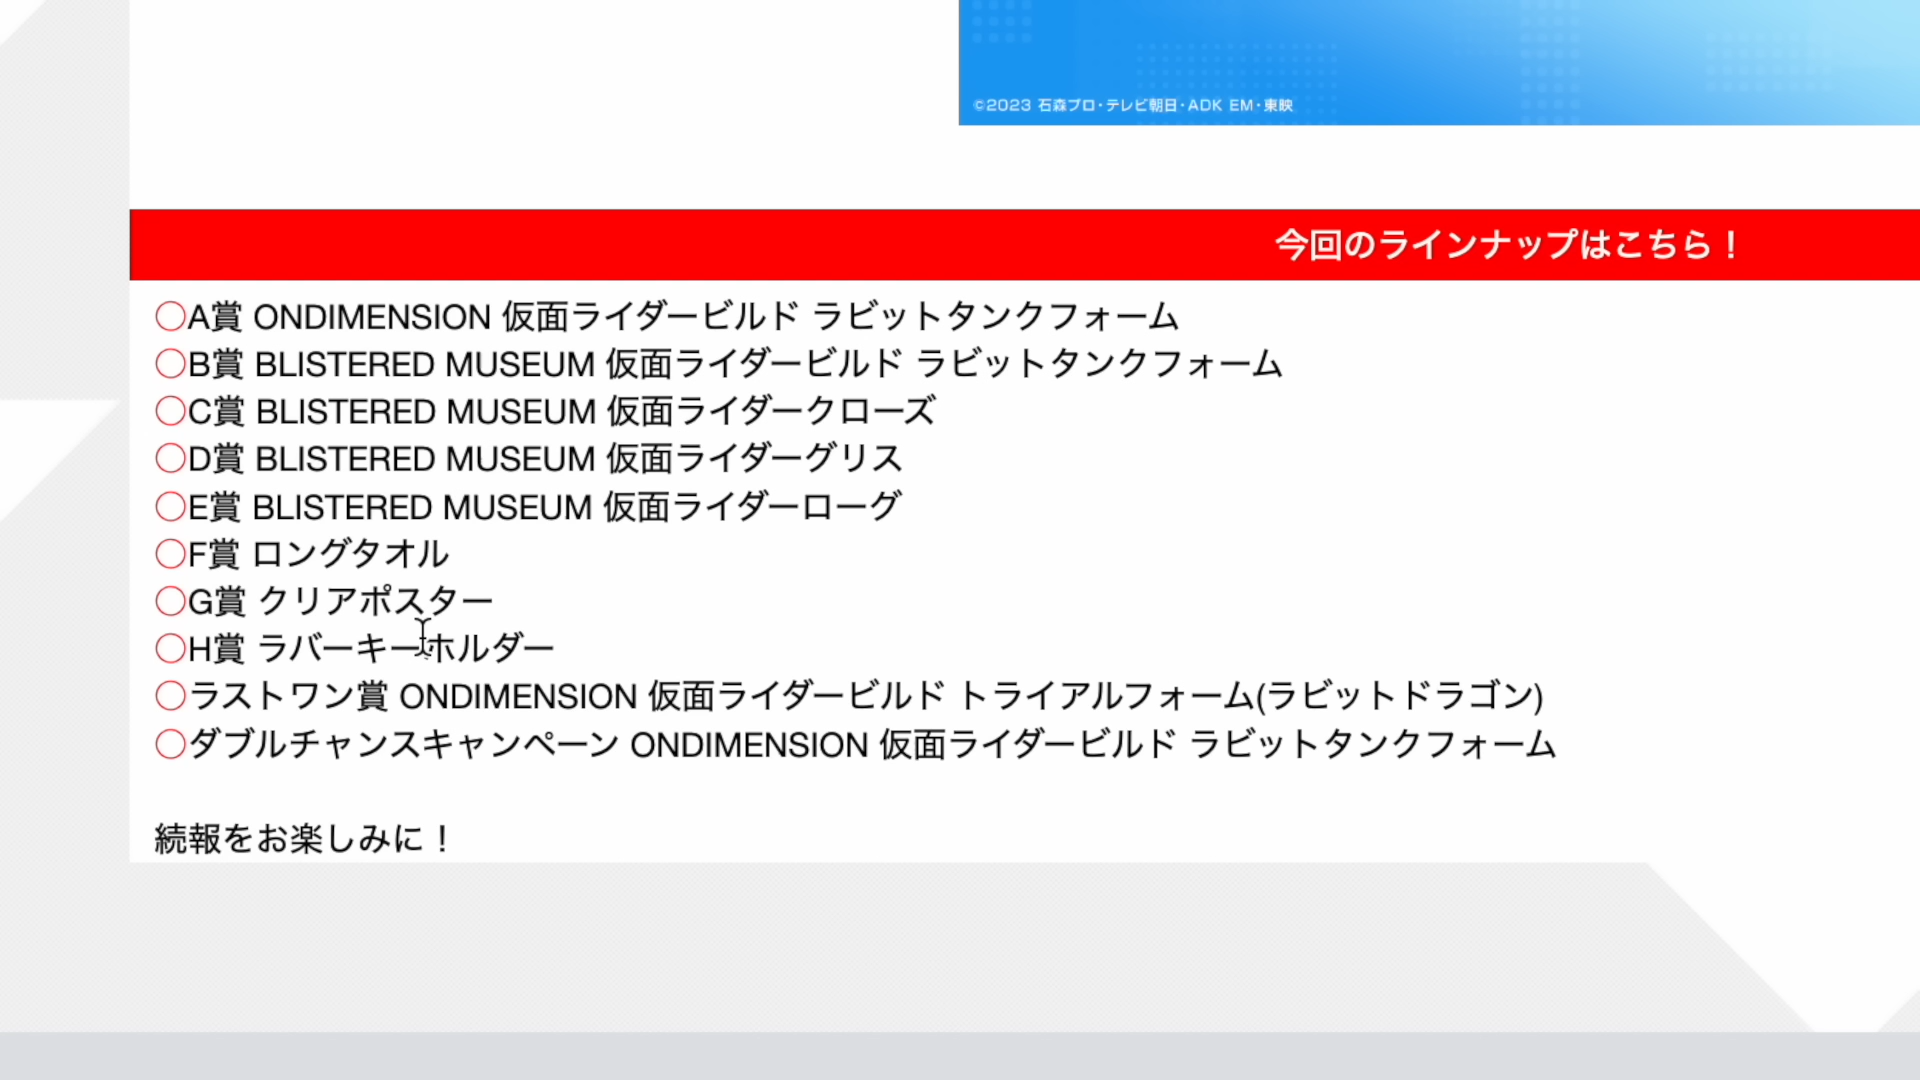 ©2023 石森プロ・テレビ朝日・ADK EM・東映
今回のラインナップはこちら！
〇A賞 ONDIMENSION 仮面ライダービルド ラビットタンクフォーム
〇B賞 BLISTERED MUSEUM 仮面ライダービルド ラビットタンクフォーム
〇C賞 BLISTERED MUSEUM 仮面ライダークローズ
〇D賞 BLISTERED MUSEUM 仮面ライダーグリス
〇E賞 BLISTERED MUSEUM 仮面ライダーローグ
〇F賞 ロングタオル
〇G賞 クリアポスター
〇H賞 ラバーキーホルダー
〇ラストワン賞 ONDIMENSION 仮面ライダービルド トライアルフォーム(ラビットドラゴン)
〇ダブルチャンスキャンペーン ONDIMENSION 仮面ライダービルド ラビットタンクフォーム
続報をお楽しみに！